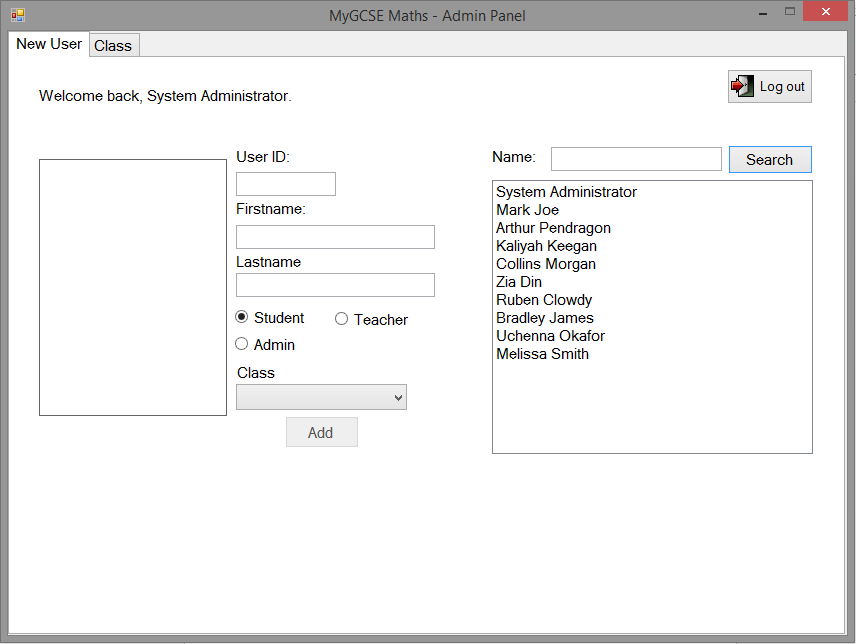 MyGCSE Maths - Admin Panel
New User Class
Welcome back, System Administrator.
Log out
User ID:
Firstname:
Lastname
Student Teacher
Admin
Class
Add
Name: Search
System Administrator
Mark Joe
Arthur Pendragon
Kaliyah Keegan
Collins Morgan
Zia Din
Ruben Clowdy
Bradley James
Uchenna Okafor
Melissa Smith